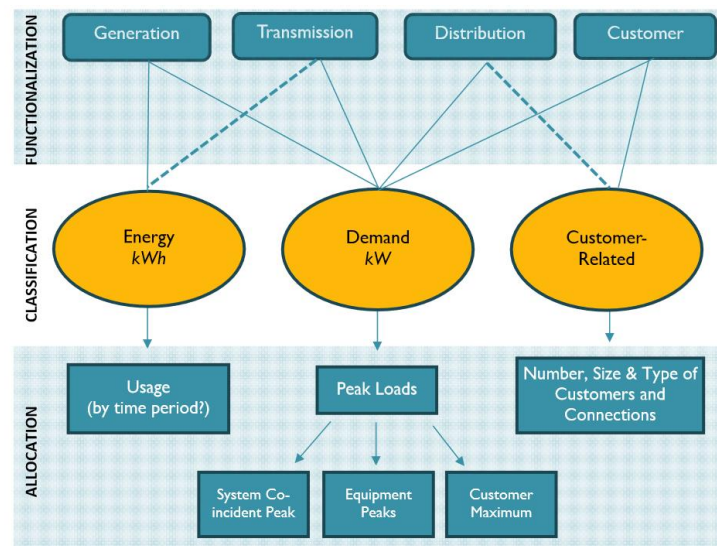 FUNCTIONALIZATION
Generation
Transmission
Distribution
Customer
CLASSIFICATION
Energy
kWh
Demand
kW
Customer-
Related
ALLOCATION
Usage
(by time period?)
Peak Loads
Number, Size & Type of
Customers and
Connections
System Co-
incident Peak
Equipment
Peaks
Customer
Maximum